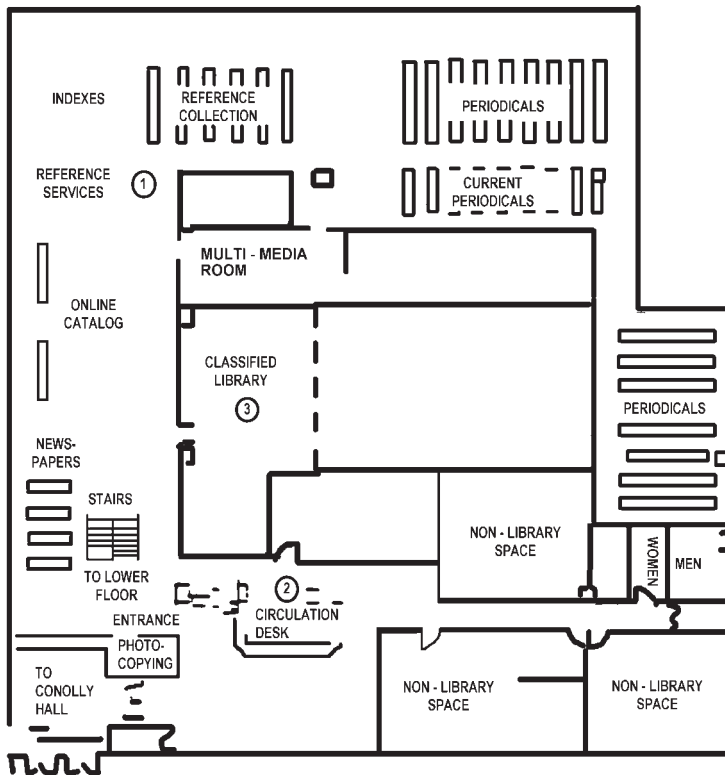 INDEXES
REFERENCE
COLLECTION
PERIODICALS
REFERENCE
SERVICES
1
CURRENT
PERIODICALS
MULTI - MEDIA
ROOM
ONLINE
CATALOG
CLASSIFIED
LIBRARY
3
PERIODICALS
NEWS-
PAPERS
STAIRS
TO LOWER
FLOOR
NON - LIBRARY
SPACE
WOMEN
MEN
2
CIRCULATION
DESK
ENTRANCE
PHOTO-
COPYING
TO
CONOLLY
HALL
NON - LIBRARY
SPACE
NON - LIBRARY
SPACE